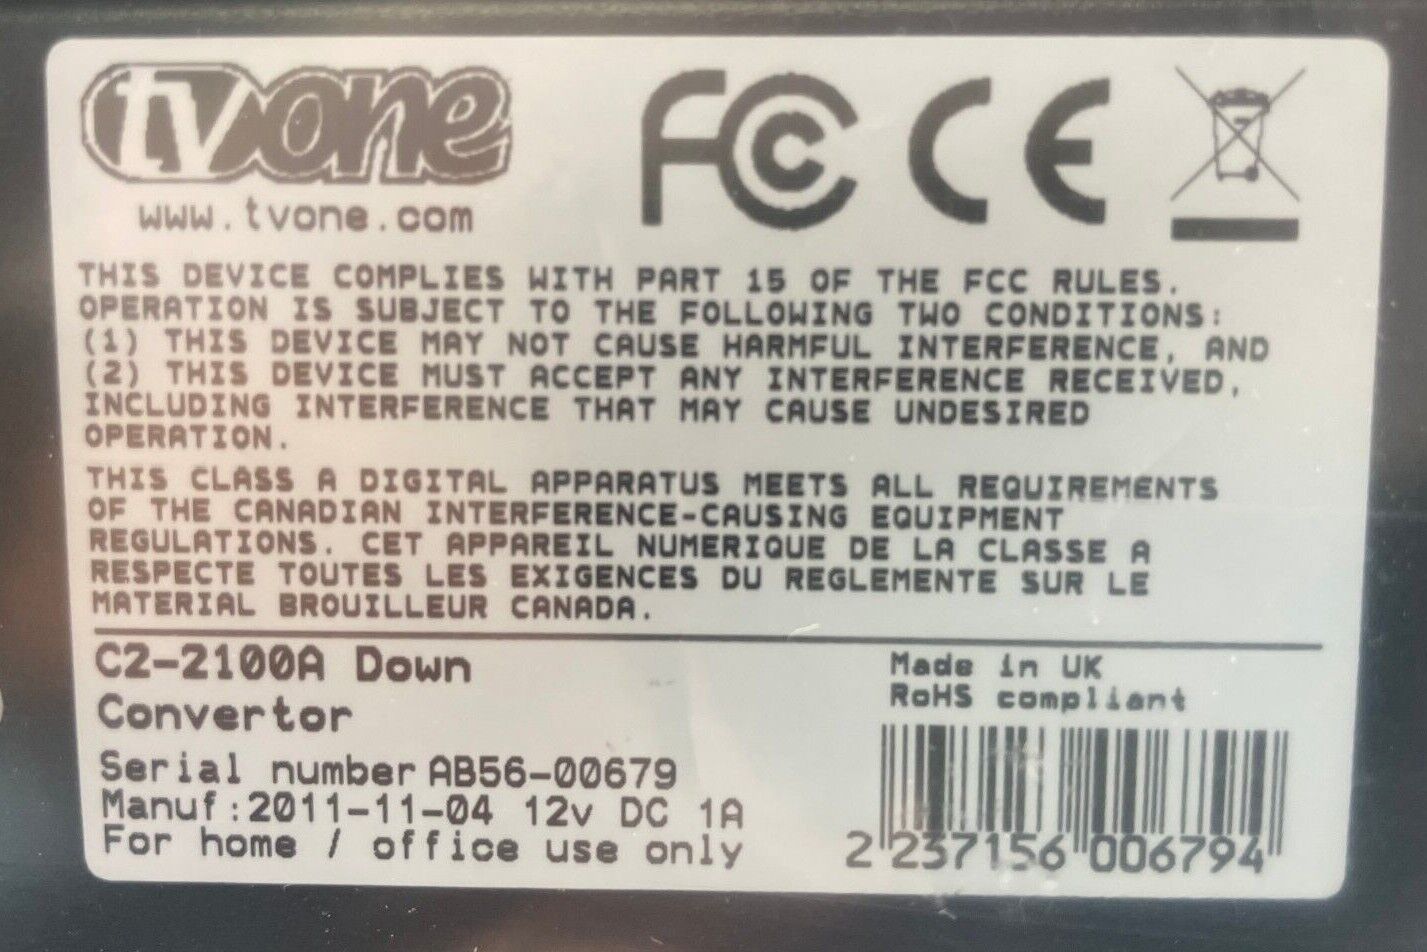 tvone
FCC CE
www.tvone.com
THIS DEVICE COMPLIES WITH PART 15 OF THE FCC RULES.
OPERATION IS SUBJECT TO THE FOLLOWING TWO CONDITIONS:
(1) THIS DEVICE MAY NOT CAUSE HARMFUL INTERFERENCE, AND
(2) THIS DEVICE MUST ACCEPT ANY INTERFERENCE RECEIVED,
INCLUDING INTERFERENCE THAT MAY CAUSE UNDESIRED
OPERATION.
THIS CLASS A DIGITAL APPARATUS MEETS ALL REQUIREMENTS
OF THE CANADIAN INTERFERENCE-CAUSING EQUIPMENT
REGULATIONS. CET APPAREIL NUMERIQUE DE LA CLASSE A
RESPECTE TOUTES LES EXIGENCES DU REGLEMENTE SUR LE
MATERIAL BROUILLEUR CANADA.
C2-2100A Down
Convertor
Serial number AB56-00679
Manuf:2011-11-04 12v DC 1A
For home / office use only
Made in UK
RoHS compliant
2 237156 006794